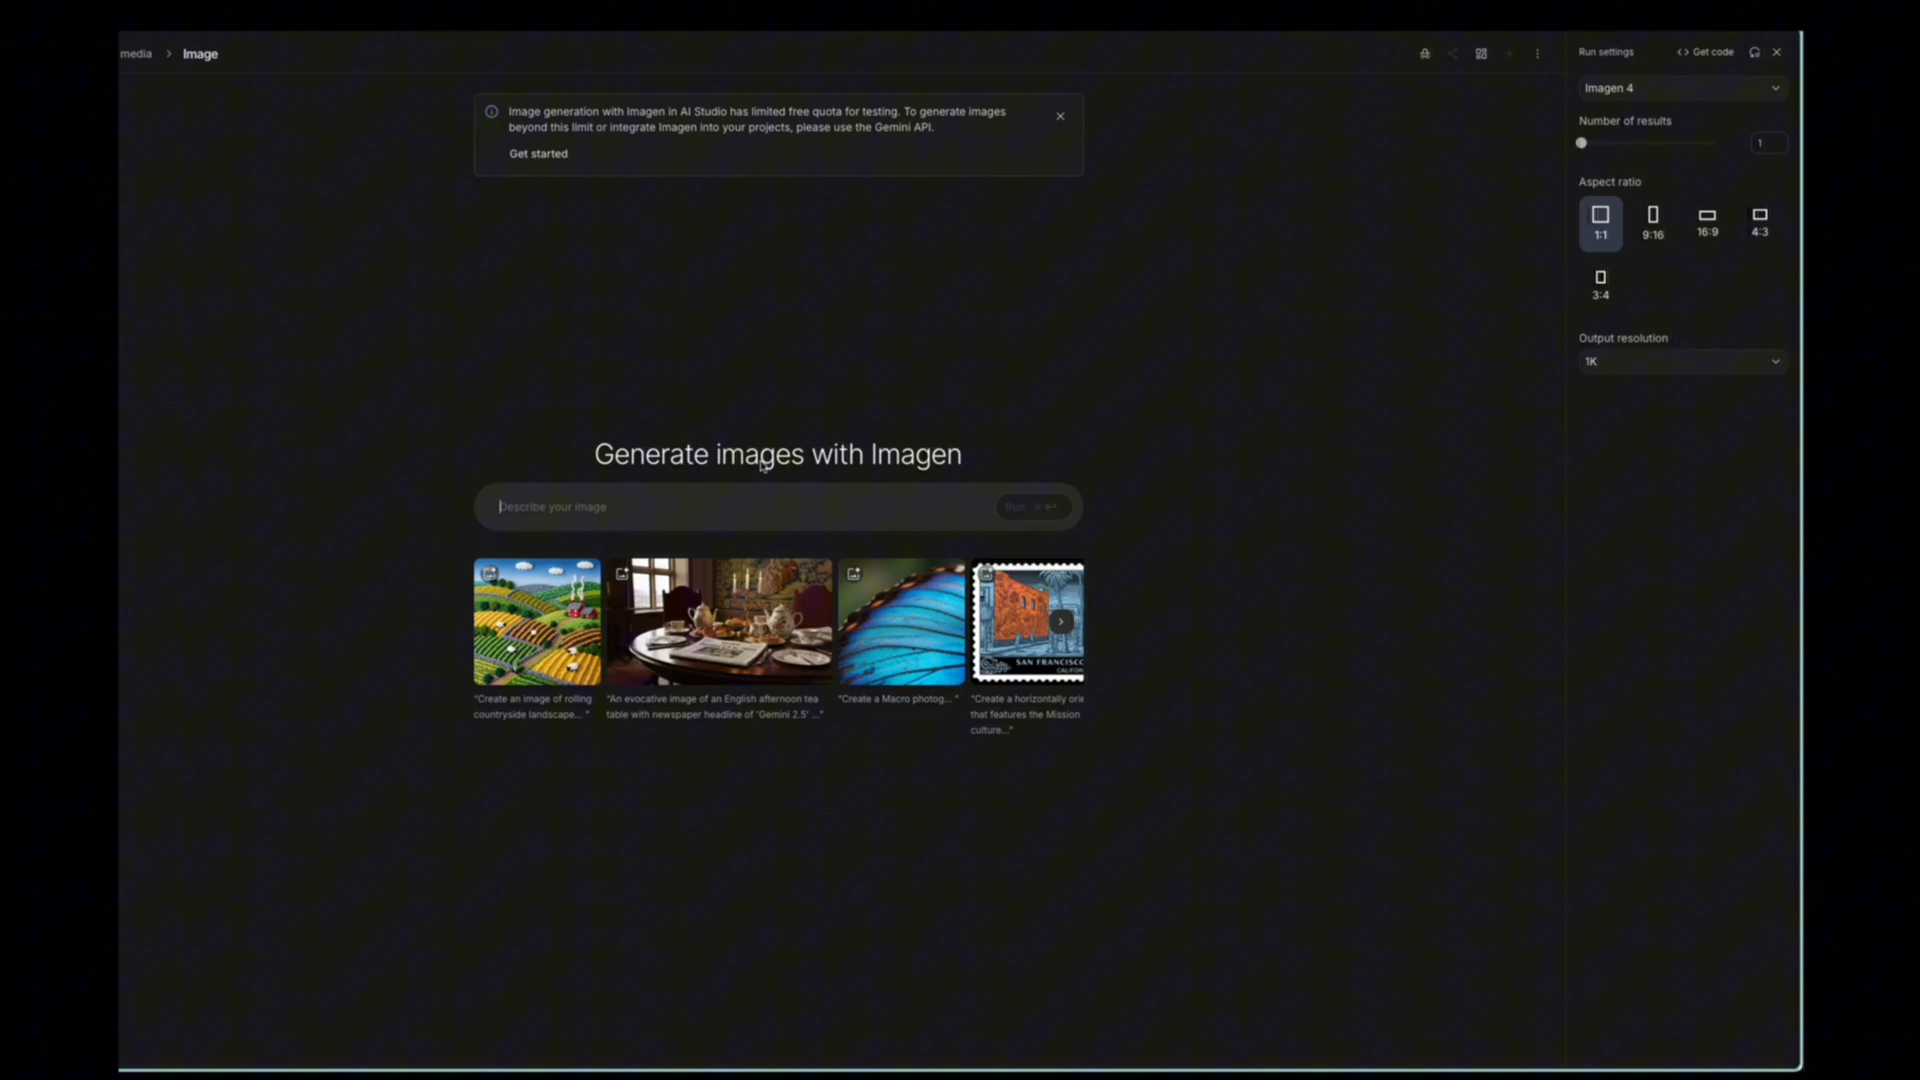 media > Image
Run settings
<> Get code
Image generation with Imagen in AI Studio has limited free quota for testing. To generate images
beyond this limit or integrate Imagen into your projects, please use the Gemini API.
Get started
Imagen 4
Number of results
1
Aspect ratio
1:1
9:16
16:9
4:3
3:4
Output resolution
1K
Generate images with Imagen
Describe your image
Run ⌘ ↵
SAN FRANCISCO
"Create an image of rolling
countryside landscape... "
"An evocative image of an English afternoon tea
table with newspaper headline of 'Gemini 2.5' ..."
"Create a Macro photog... "
"Create a horizontally orie
that features the Mission
culture..."